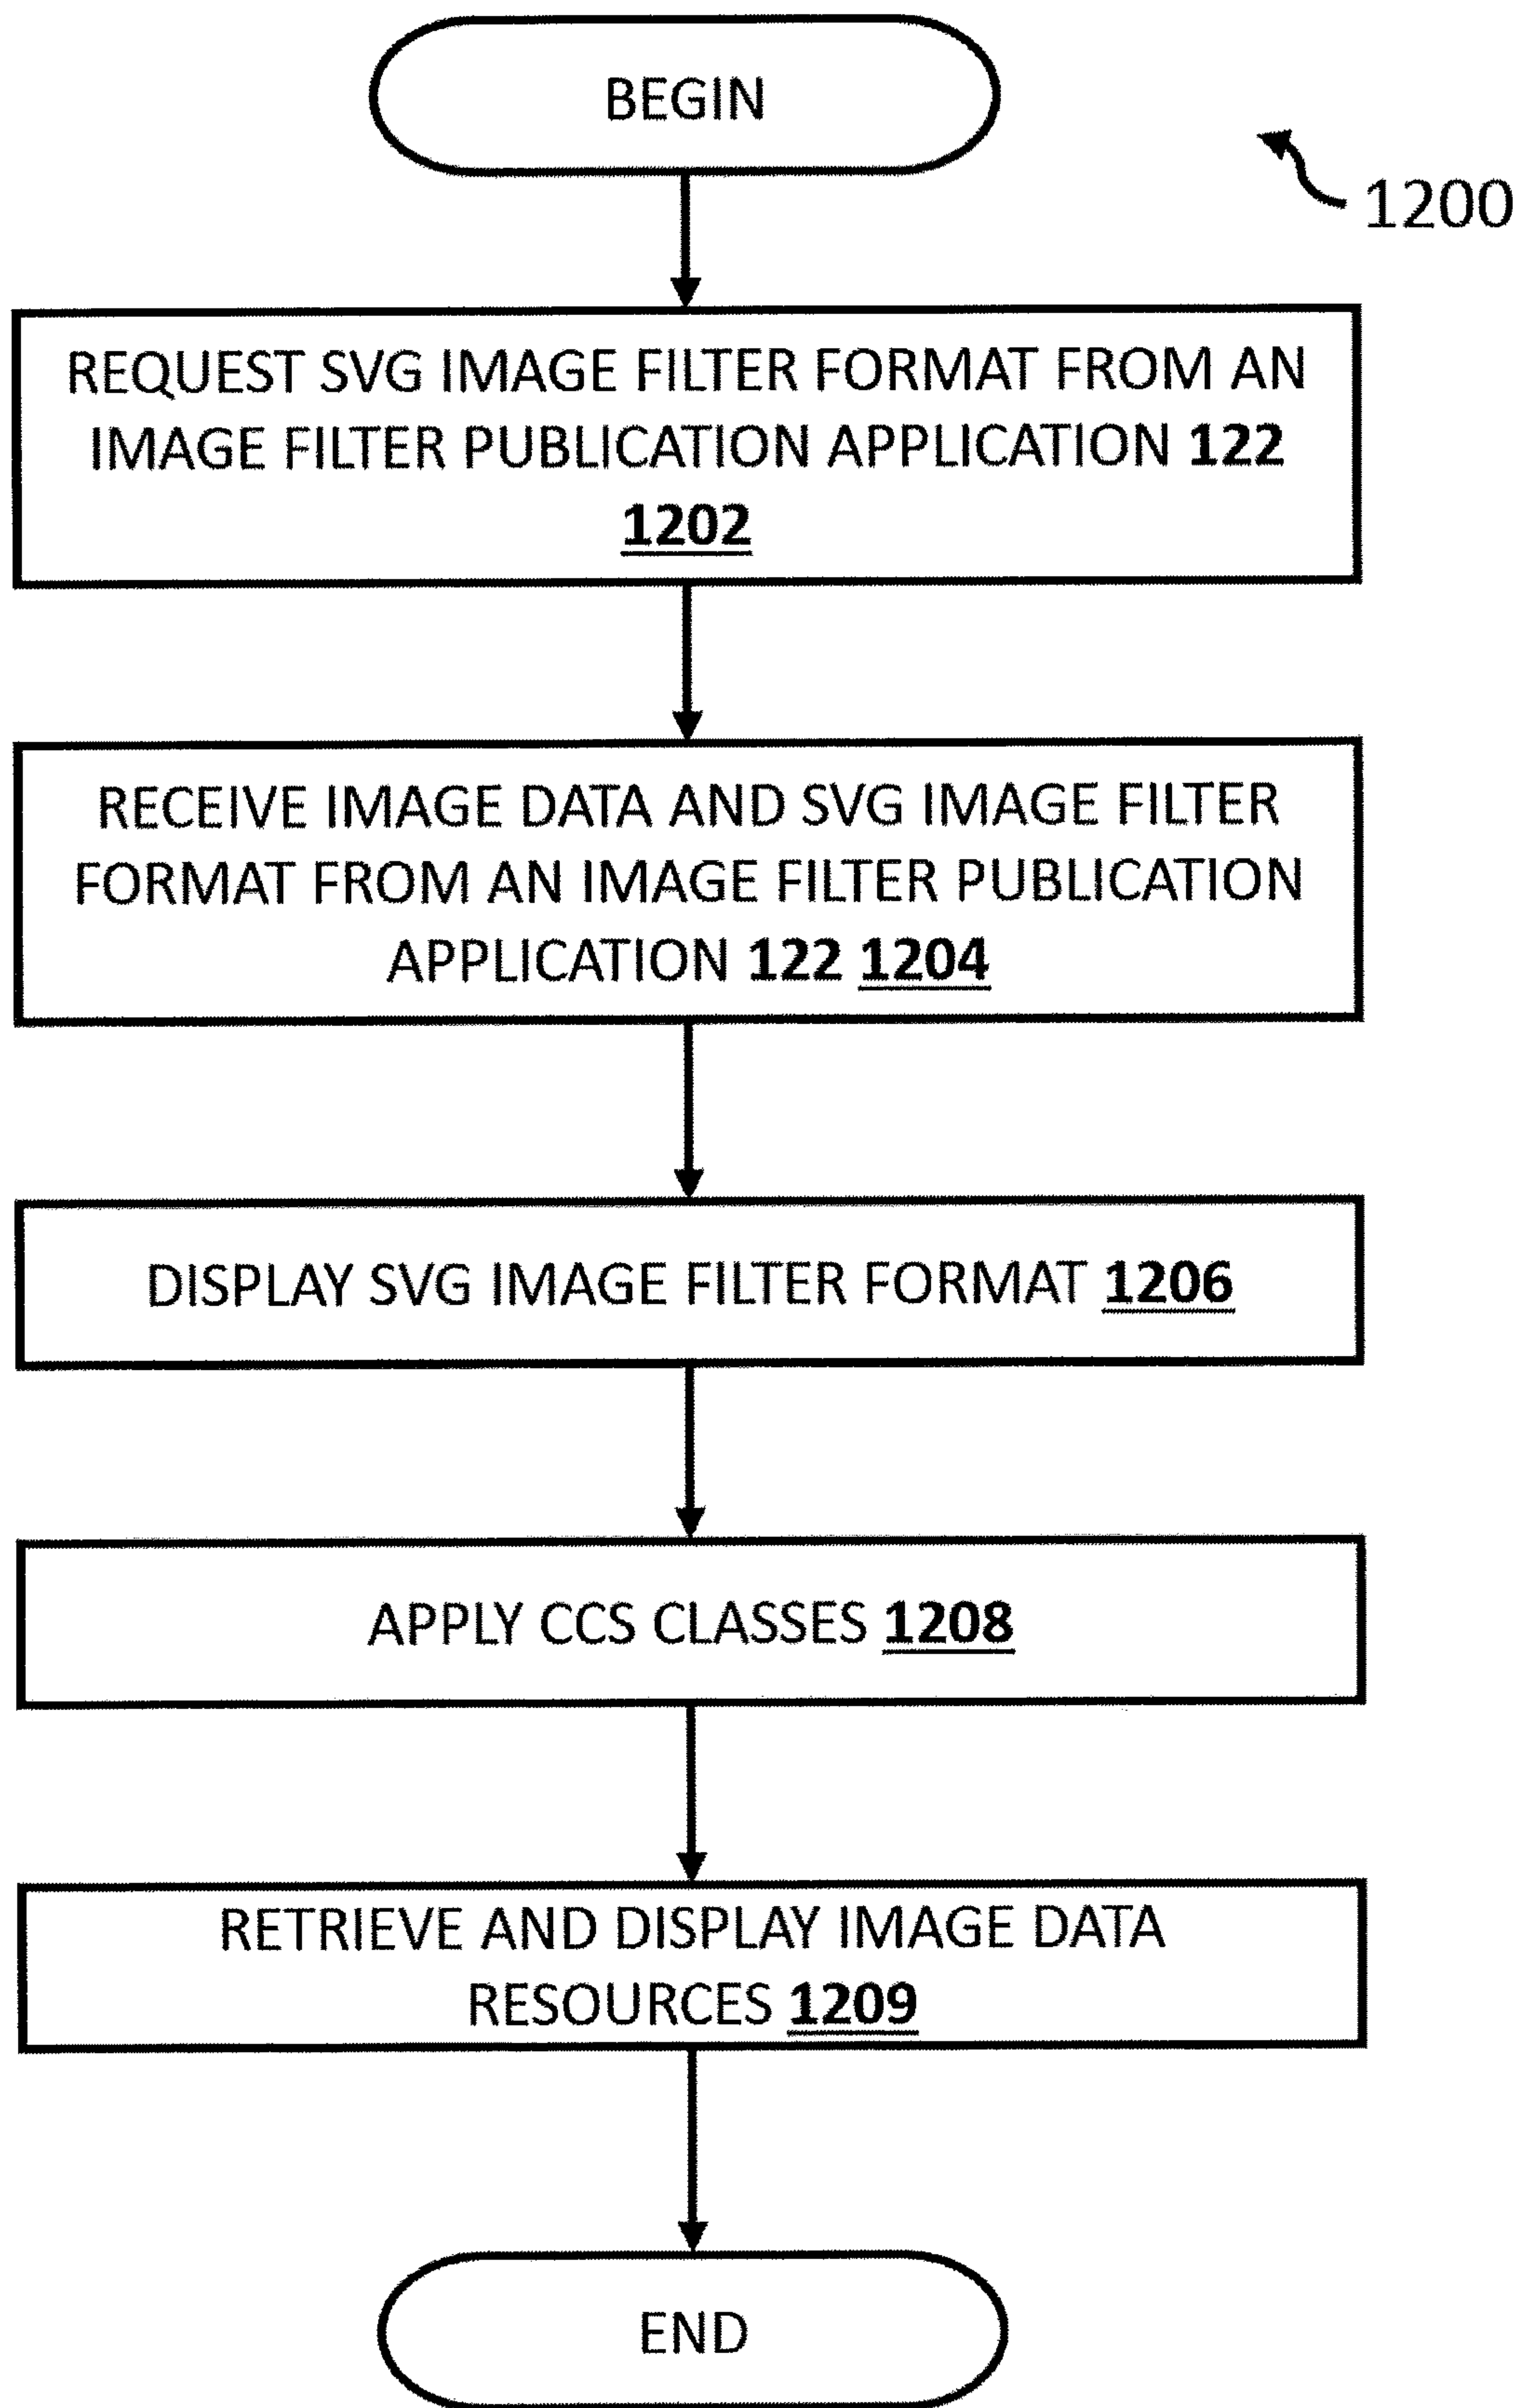 BEGIN
1200
REQUEST SVG IMAGE FILTER FORMAT FROM AN
IMAGE FILTER PUBLICATION APPLICATION 122
1202
RECEIVE IMAGE DATA AND SVG IMAGE FILTER
FORMAT FROM AN IMAGE FILTER PUBLICATION
APPLICATION 122 1204
DISPLAY SVG IMAGE FILTER FORMAT 1206
APPLY CCS CLASSES 1208
RETRIEVE AND DISPLAY IMAGE DATA
RESOURCES 1209
END